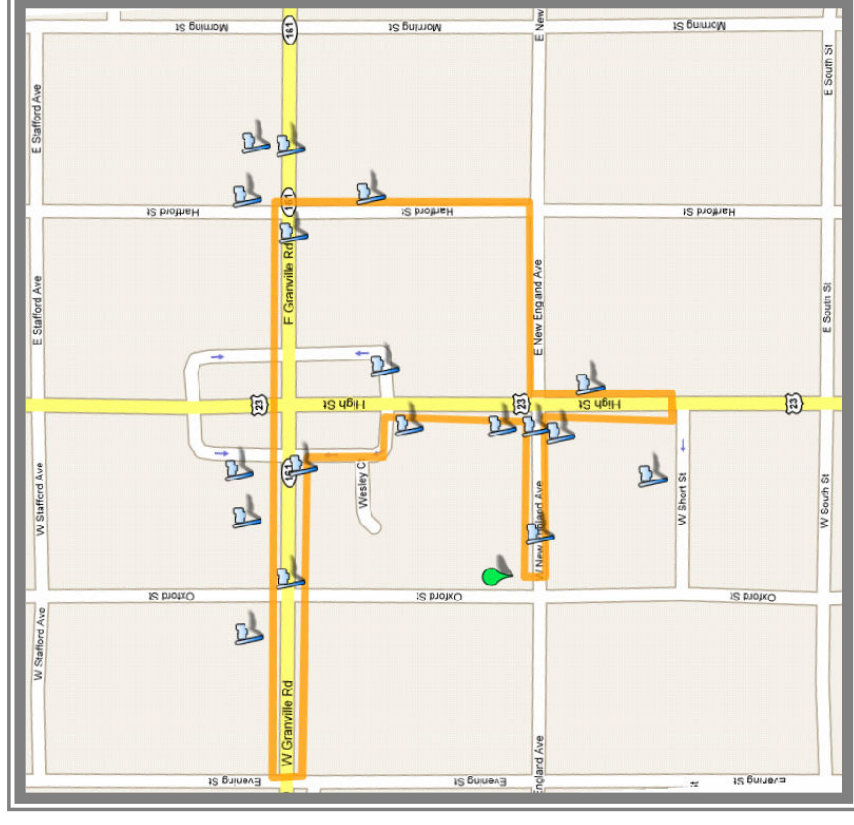 Morning St
161
Morning St
E New
Morning St
E South St
E Stafford Ave
Hartford St
161
Hartford St
Hartford St
E Granville Rd
E New England Ave
E Stafford Ave
E South St
23
High St
23
High St
23
W Stafford Ave
161
Wesley C
W New England Ave
W Short St
W South St
Oxford St
Oxford St
Oxford St
W Stafford Ave
W Granville Rd
England Ave
Evening St
Evening St
Evening St